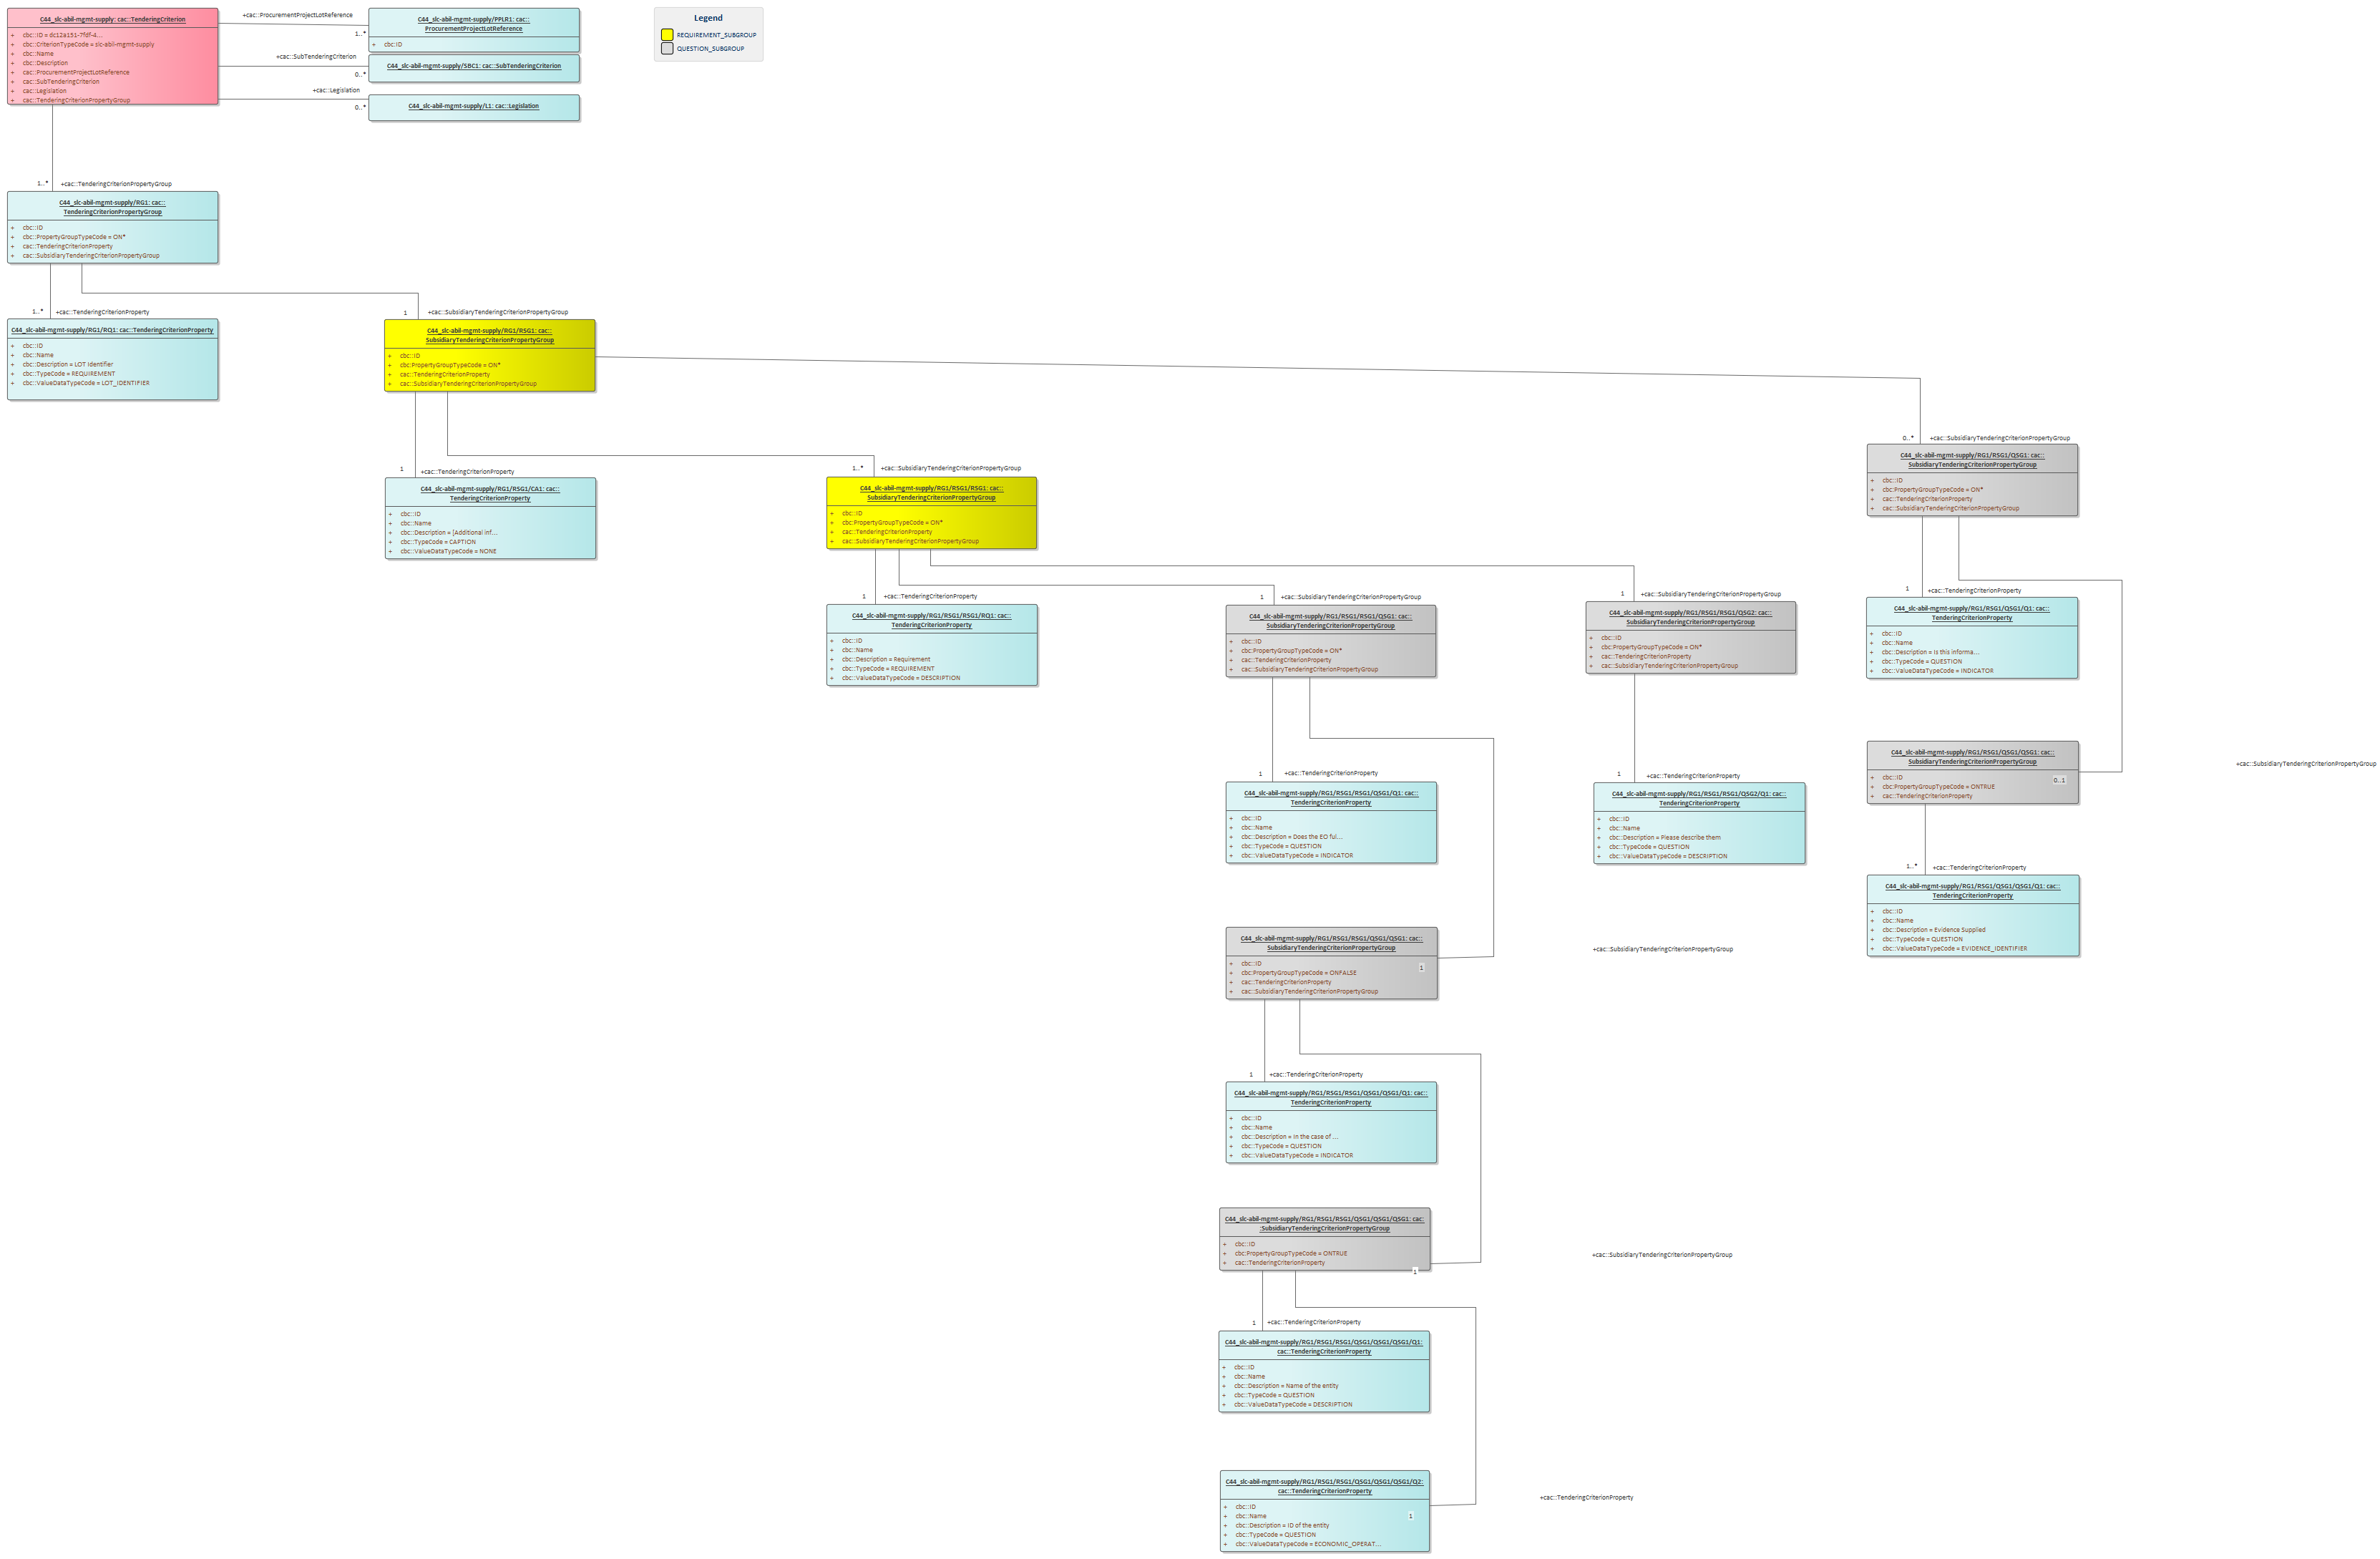 C44_slc-abil-mgmt-supply: cac::TenderingCriterion
+ cbc::ID = dc12a151-7fdf-4...
+ cbc::CriterionTypeCode = slc-abil-mgmt-supply
+ cbc::Name
+ cbc::Description
+ cac::ProcurementProjectLotReference
+ cac::SubTenderingCriterion
+ cac::Legislation
+ cac::TenderingCriterionPropertyGroup
+cac::ProcurementProjectLotReference
1..*
C44_slc-abil-mgmt-supply/PPLR1: cac::
ProcurementProjectLotReference
+ cbc:ID
+cac::SubTenderingCriterion
0..*
C44_slc-abil-mgmt-supply/SBC1: cac::SubTenderingCriterion
+cac::Legislation
0..*
C44_slc-abil-mgmt-supply/L1: cac::Legislation
Legend
REQUIREMENT_SUBGROUP
QUESTION_SUBGROUP
1..* +cac::TenderingCriterionPropertyGroup
C44_slc-abil-mgmt-supply/RG1: cac::
TenderingCriterionPropertyGroup
+ cbc::ID
+ cbc::PropertyGroupTypeCode = ON*
+ cac::TenderingCriterionProperty
+ cac::SubsidiaryTenderingCriterionPropertyGroup
1..* +cac::TenderingCriterionProperty
C44_slc-abil-mgmt-supply/RG1/RQ1: cac::TenderingCriterionProperty
+ cbc::ID
+ cbc::Name
+ cbc::Description = LOT Identifier
+ cbc::TypeCode = REQUIREMENT
+ cbc::ValueDataTypeCode = LOT_IDENTIFIER
1 +cac::SubsidiaryTenderingCriterionPropertyGroup
C44_slc-abil-mgmt-supply/RG1/RSG1: cac::
SubsidiaryTenderingCriterionPropertyGroup
+ cbc::ID
+ cbc:PropertyGroupTypeCode = ON*
+ cac::TenderingCriterionProperty
+ cac::SubsidiaryTenderingCriterionPropertyGroup
1 +cac::TenderingCriterionProperty
C44_slc-abil-mgmt-supply/RG1/RSG1/CA1: cac::
TenderingCriterionProperty
+ cbc::ID
+ cbc::Name
+ cbc::Description = [Additional inf...
+ cbc::TypeCode = CAPTION
+ cbc::ValueDataTypeCode = NONE
1..* +cac::SubsidiaryTenderingCriterionPropertyGroup
C44_slc-abil-mgmt-supply/RG1/RSG1/RSG1: cac::
SubsidiaryTenderingCriterionPropertyGroup
+ cbc::ID
+ cbc:PropertyGroupTypeCode = ON*
+ cac::TenderingCriterionProperty
+ cac::SubsidiaryTenderingCriterionPropertyGroup
1 +cac::TenderingCriterionProperty
C44_slc-abil-mgmt-supply/RG1/RSG1/RSG1/RQ1: cac::
TenderingCriterionProperty
+ cbc::ID
+ cbc::Name
+ cbc::Description = Requirement
+ cbc::TypeCode = REQUIREMENT
+ cbc::ValueDataTypeCode = DESCRIPTION
1 +cac::SubsidiaryTenderingCriterionPropertyGroup
C44_slc-abil-mgmt-supply/RG1/RSG1/RSG1/QSG1: cac::
SubsidiaryTenderingCriterionPropertyGroup
+ cbc::ID
+ cbc:PropertyGroupTypeCode = ON*
+ cac::TenderingCriterionProperty
+ cac::SubsidiaryTenderingCriterionPropertyGroup
1 +cac::TenderingCriterionProperty
C44_slc-abil-mgmt-supply/RG1/RSG1/RSG1/QSG1/Q1: cac::
TenderingCriterionProperty
+ cbc::ID
+ cbc::Name
+ cbc::Description = Does the EO ful...
+ cbc::TypeCode = QUESTION
+ cbc::ValueDataTypeCode = INDICATOR
+cac::SubsidiaryTenderingCriterionPropertyGroup
1
C44_slc-abil-mgmt-supply/RG1/RSG1/RSG1/QSG1/QSG1: cac::
SubsidiaryTenderingCriterionPropertyGroup
+ cbc::ID
+ cbc:PropertyGroupTypeCode = ONFALSE
+ cac::TenderingCriterionProperty
+ cac::SubsidiaryTenderingCriterionPropertyGroup
1 +cac::TenderingCriterionProperty
C44_slc-abil-mgmt-supply/RG1/RSG1/RSG1/QSG1/QSG1/Q1: cac::
TenderingCriterionProperty
+ cbc::ID
+ cbc::Name
+ cbc::Description = In the case of ...
+ cbc::TypeCode = QUESTION
+ cbc::ValueDataTypeCode = INDICATOR
+cac::SubsidiaryTenderingCriterionPropertyGroup
1
C44_slc-abil-mgmt-supply/RG1/RSG1/RSG1/QSG1/QSG1/QSG1: cac:
:SubsidiaryTenderingCriterionPropertyGroup
+ cbc::ID
+ cbc:PropertyGroupTypeCode = ONTRUE
+ cac::TenderingCriterionProperty
1 +cac::TenderingCriterionProperty
C44_slc-abil-mgmt-supply/RG1/RSG1/RSG1/QSG1/QSG1/QSG1/Q1:
cac::TenderingCriterionProperty
+ cbc::ID
+ cbc::Name
+ cbc::Description = Name of the entity
+ cbc::TypeCode = QUESTION
+ cbc::ValueDataTypeCode = DESCRIPTION
+cac::TenderingCriterionProperty
1
C44_slc-abil-mgmt-supply/RG1/RSG1/RSG1/QSG1/QSG1/QSG1/Q2:
cac::TenderingCriterionProperty
+ cbc::ID
+ cbc::Name
+ cbc::Description = ID of the entity
+ cbc::TypeCode = QUESTION
+ cbc::ValueDataTypeCode = ECONOMIC_OPERAT...
1 +cac::SubsidiaryTenderingCriterionPropertyGroup
C44_slc-abil-mgmt-supply/RG1/RSG1/RSG1/QSG2: cac::
SubsidiaryTenderingCriterionPropertyGroup
+ cbc::ID
+ cbc:PropertyGroupTypeCode = ON*
+ cac::TenderingCriterionProperty
+ cac::SubsidiaryTenderingCriterionPropertyGroup
1 +cac::TenderingCriterionProperty
C44_slc-abil-mgmt-supply/RG1/RSG1/RSG1/QSG2/Q1: cac::
TenderingCriterionProperty
+ cbc::ID
+ cbc::Name
+ cbc::Description = Please describe them
+ cbc::TypeCode = QUESTION
+ cbc::ValueDataTypeCode = DESCRIPTION
0..* +cac::SubsidiaryTenderingCriterionPropertyGroup
C44_slc-abil-mgmt-supply/RG1/RSG1/QSG1: cac::
SubsidiaryTenderingCriterionPropertyGroup
+ cbc::ID
+ cbc:PropertyGroupTypeCode = ON*
+ cac::TenderingCriterionProperty
+ cac::SubsidiaryTenderingCriterionPropertyGroup
1 +cac::TenderingCriterionProperty
C44_slc-abil-mgmt-supply/RG1/RSG1/QSG1/Q1: cac::
TenderingCriterionProperty
+ cbc::ID
+ cbc::Name
+ cbc::Description = Is this informa...
+ cbc::TypeCode = QUESTION
+ cbc::ValueDataTypeCode = INDICATOR
+cac::SubsidiaryTenderingCriterionPropertyGroup
0..1
C44_slc-abil-mgmt-supply/RG1/RSG1/QSG1/QSG1: cac::
SubsidiaryTenderingCriterionPropertyGroup
+ cbc::ID
+ cbc:PropertyGroupTypeCode = ONTRUE
+ cac::TenderingCriterionProperty
1..* +cac::TenderingCriterionProperty
C44_slc-abil-mgmt-supply/RG1/RSG1/QSG1/QSG1/Q1: cac::
TenderingCriterionProperty
+ cbc::ID
+ cbc::Name
+ cbc::Description = Evidence Supplied
+ cbc::TypeCode = QUESTION
+ cbc::ValueDataTypeCode = EVIDENCE_IDENTIFIER